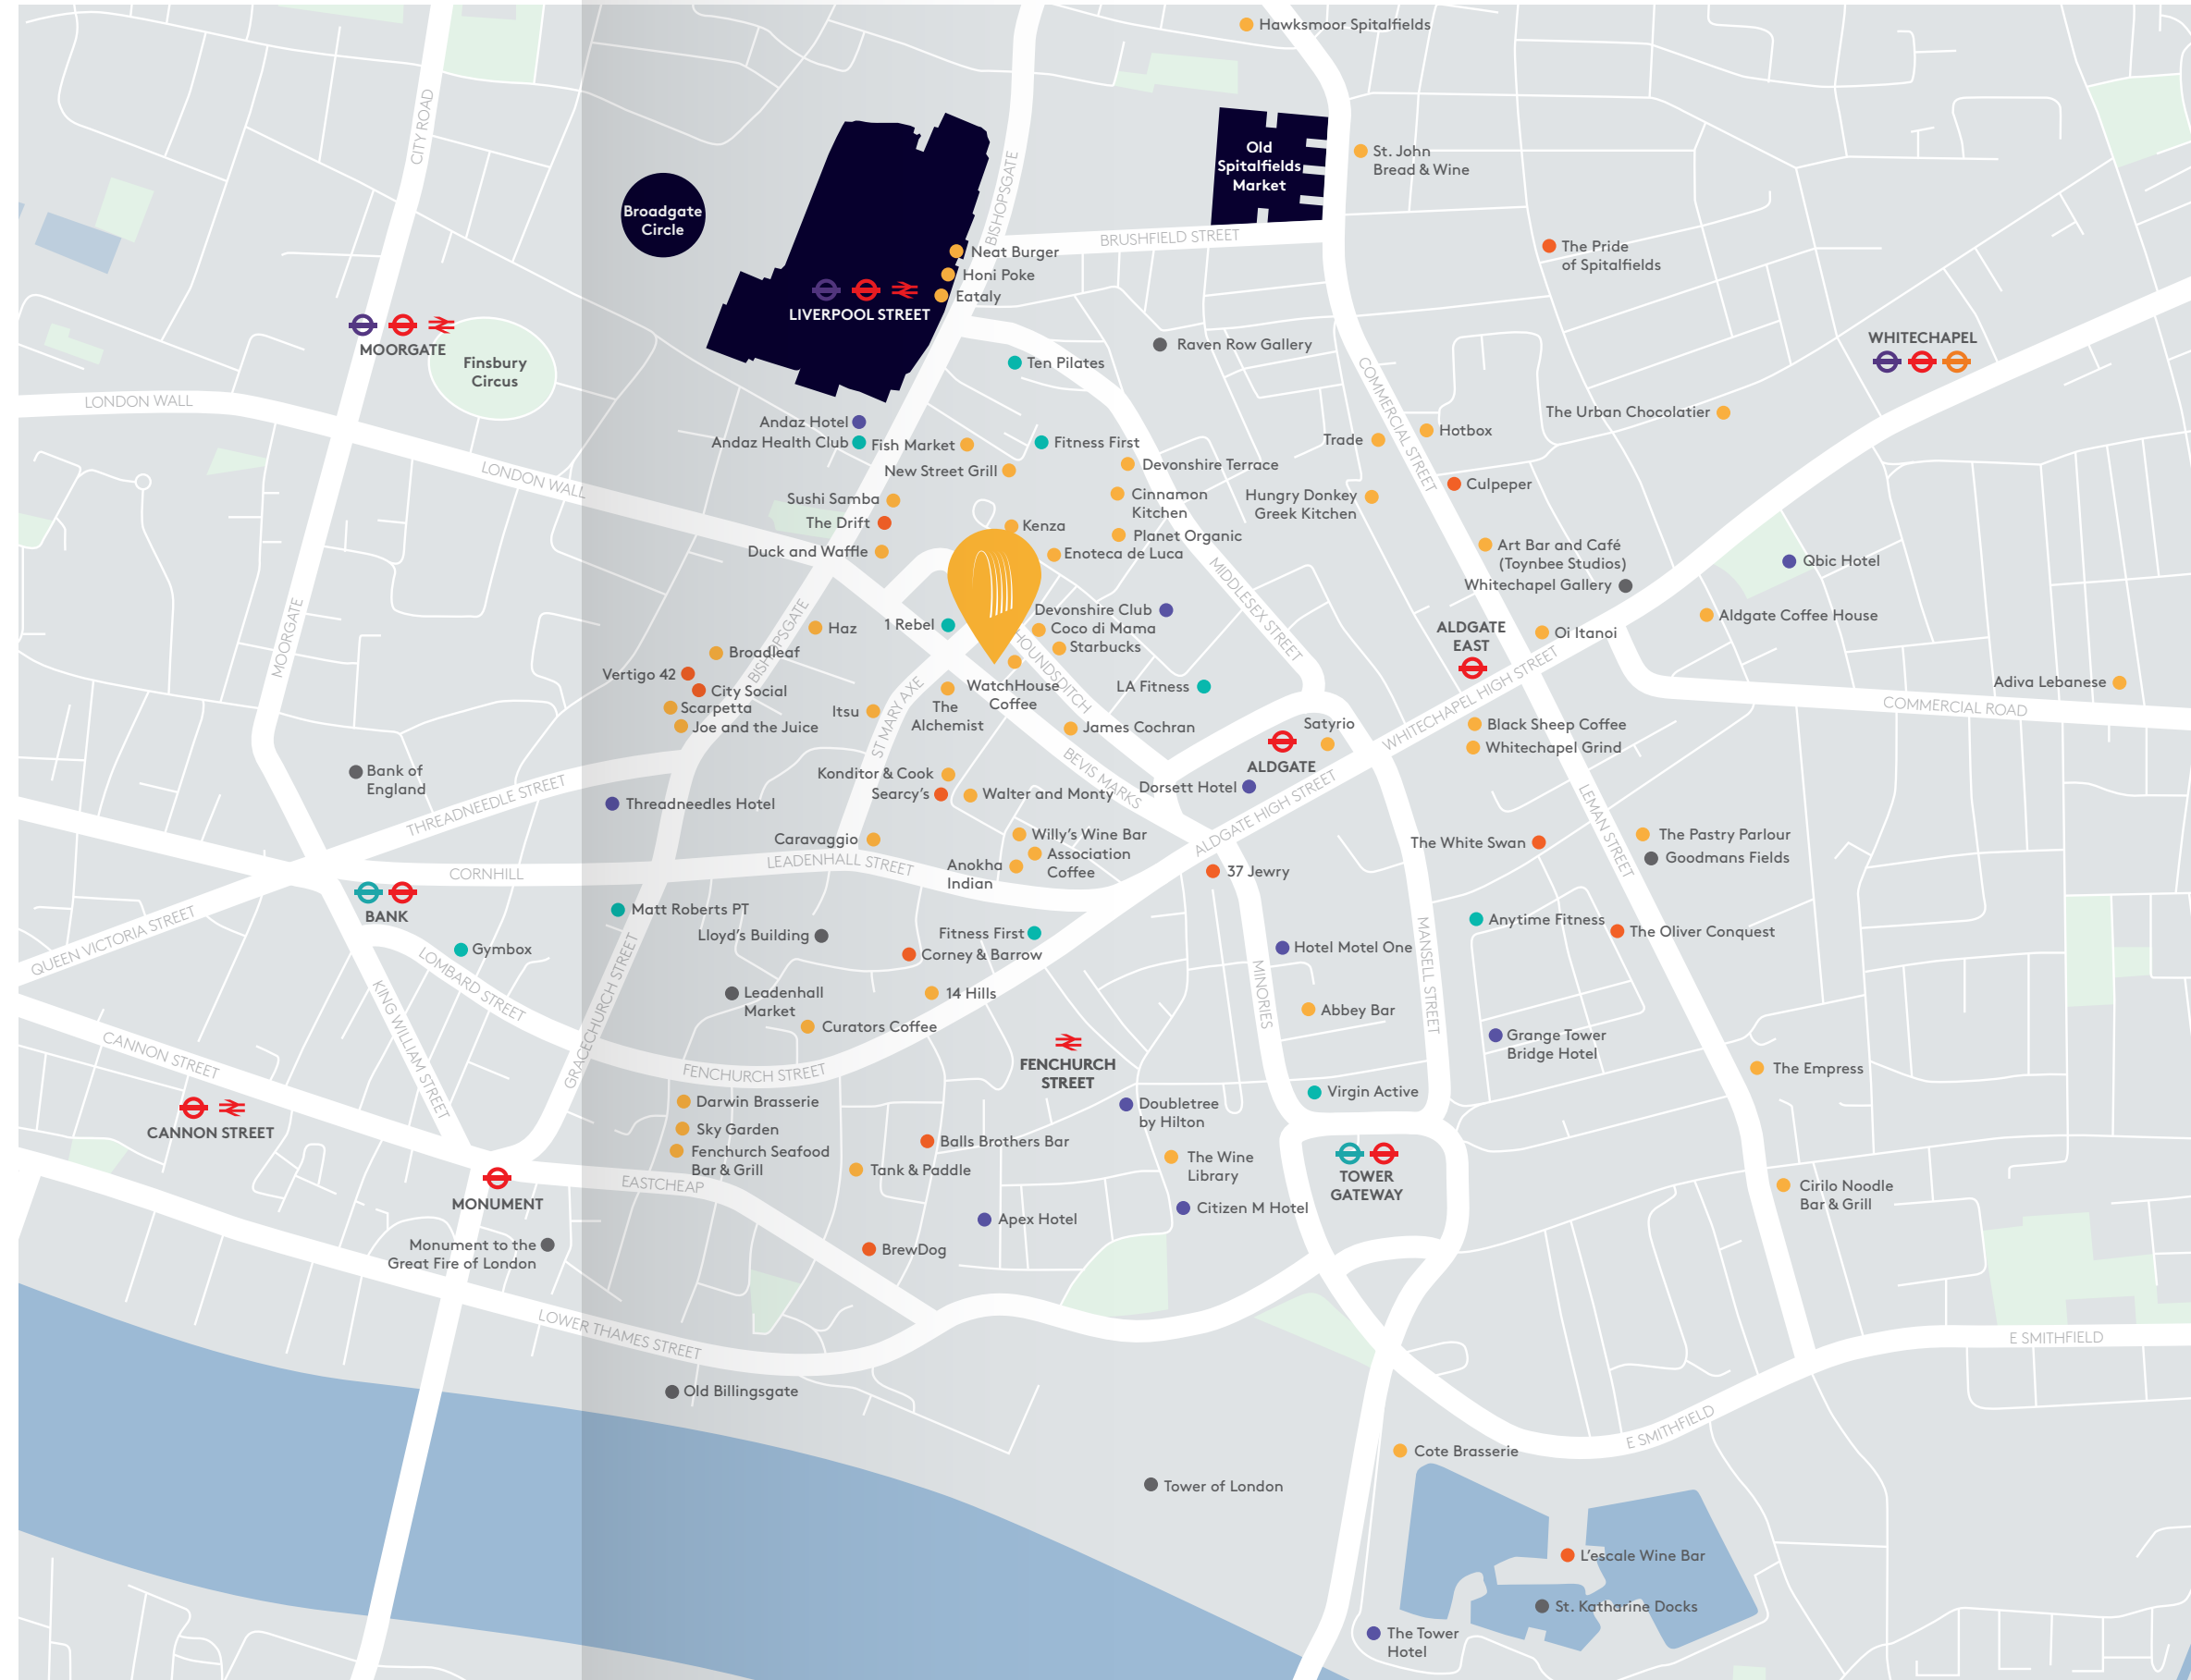 Hawksmoor Spitalfields
CITY ROAD
Old
Spitalfields
Market
St. John
Bread & Wine
Broadgate
Circle
BISHOPSGATE
BRUSHFIELD STREET
The Pride
of Spitalfields
Neat Burger
Honi Poke
Eataly
LIVERPOOL STREET
MOORGATE
Finsbury
Circus
Raven Row Gallery
WHITECHAPEL
Ten Pilates
COMMERCIAL STREET
LONDON WALL
The Urban Chocolatier
Andaz Hotel
Andaz Health Club
Fish Market
Fitness First
Trade
Hotbox
LONDON WALL
New Street Grill
Devonshire Terrace
Culpeper
Sushi Samba
Cinnamon
Kitchen
Hungry Donkey
Greek Kitchen
The Drift
Kenza
Planet Organic
Duck and Waffle
Enoteca de Luca
Art Bar and Café
(Toynbee Studios)
Qbic Hotel
Whitechapel Gallery
MIDDLESEX STREET
MOORGATE
BISHOPSGATE
Devonshire Club
Haz
1 Rebel
Coco di Mama
Starbucks
HOUNDSDITCH
Aldgate Coffee House
ALDGATE
EAST
Oi Itanoi
Broadleaf
Vertigo 42
City Social
Scarpetta
Joe and the Juice
Itsu
ST MARY AXE
The
Alchemist
WatchHouse
Coffee
LA Fitness
James Cochran
Adiva Lebanese
COMMERCIAL ROAD
WHITECHAPEL HIGH STREET
Satyrio
ALDGATE
Black Sheep Coffee
Whitechapel Grind
Bank of
England
Threadneedles Hotel
THREADNEEDLE STREET
Konditor & Cook
Searcy's
Walter and Monty
BEVIS MARKS
Dorsett Hotel
ALDGATE HIGH STREET
LEMAN STREET
Caravaggio
Willy's Wine Bar
Association
Coffee
Anokha
Indian
The White Swan
The Pastry Parlour
Goodmans Fields
CORNHILL
LEADENHALL STREET
37 Jewry
BANK
QUEEN VICTORIA STREET
Matt Roberts PT
Lloyd's Building
Fitness First
Corney & Barrow
Anytime Fitness
The Oliver Conquest
Gymbox
LOMBARD STREET
Hotel Motel One
MANSELL STREET
MINORIES
KING WILLIAM STREET
GRACECHURCH STREET
Leadenhall
Market
14 Hills
Curators Coffee
Abbey Bar
Grange Tower
Bridge Hotel
CANNON STREET
FENCHURCH STREET
FENCHURCH
STREET
The Empress
CANNON STREET
Darwin Brasserie
Sky Garden
Fenchurch Seafood
Bar & Grill
Virgin Active
Doubletree
by Hilton
Balls Brothers Bar
Tank & Paddle
The Wine
Library
TOWER
GATEWAY
Cirilo Noodle
Bar & Grill
MONUMENT
EASTCHEAP
Citizen M Hotel
Apex Hotel
Monument to the
Great Fire of London
BrewDog
LOWER THAMES STREET
E SMITHFIELD
Old Billingsgate
E SMITHFIELD
Cote Brasserie
Tower of London
L'escale Wine Bar
St. Katharine Docks
The Tower
Hotel